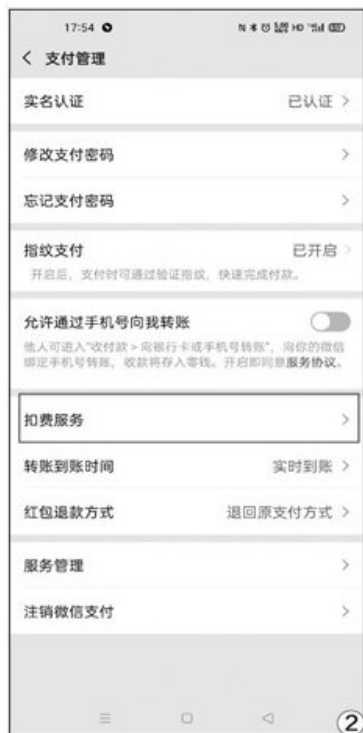 17:54
HD
支付管理
实名认证 已认证
修改支付密码
忘记支付密码
指纹支付 已开启
开启后，支付时可通过验证指纹，快速完成付款。
允许通过手机号向我转账
他人可进入“收付款 > 向银行卡或手机号转账”，向你的微信
绑定手机号转账，收款将存入零钱。开启即同意服务协议。
扣费服务
转账到账时间 实时到账
红包退款方式 退回原支付方式
服务管理
注销微信支付
②